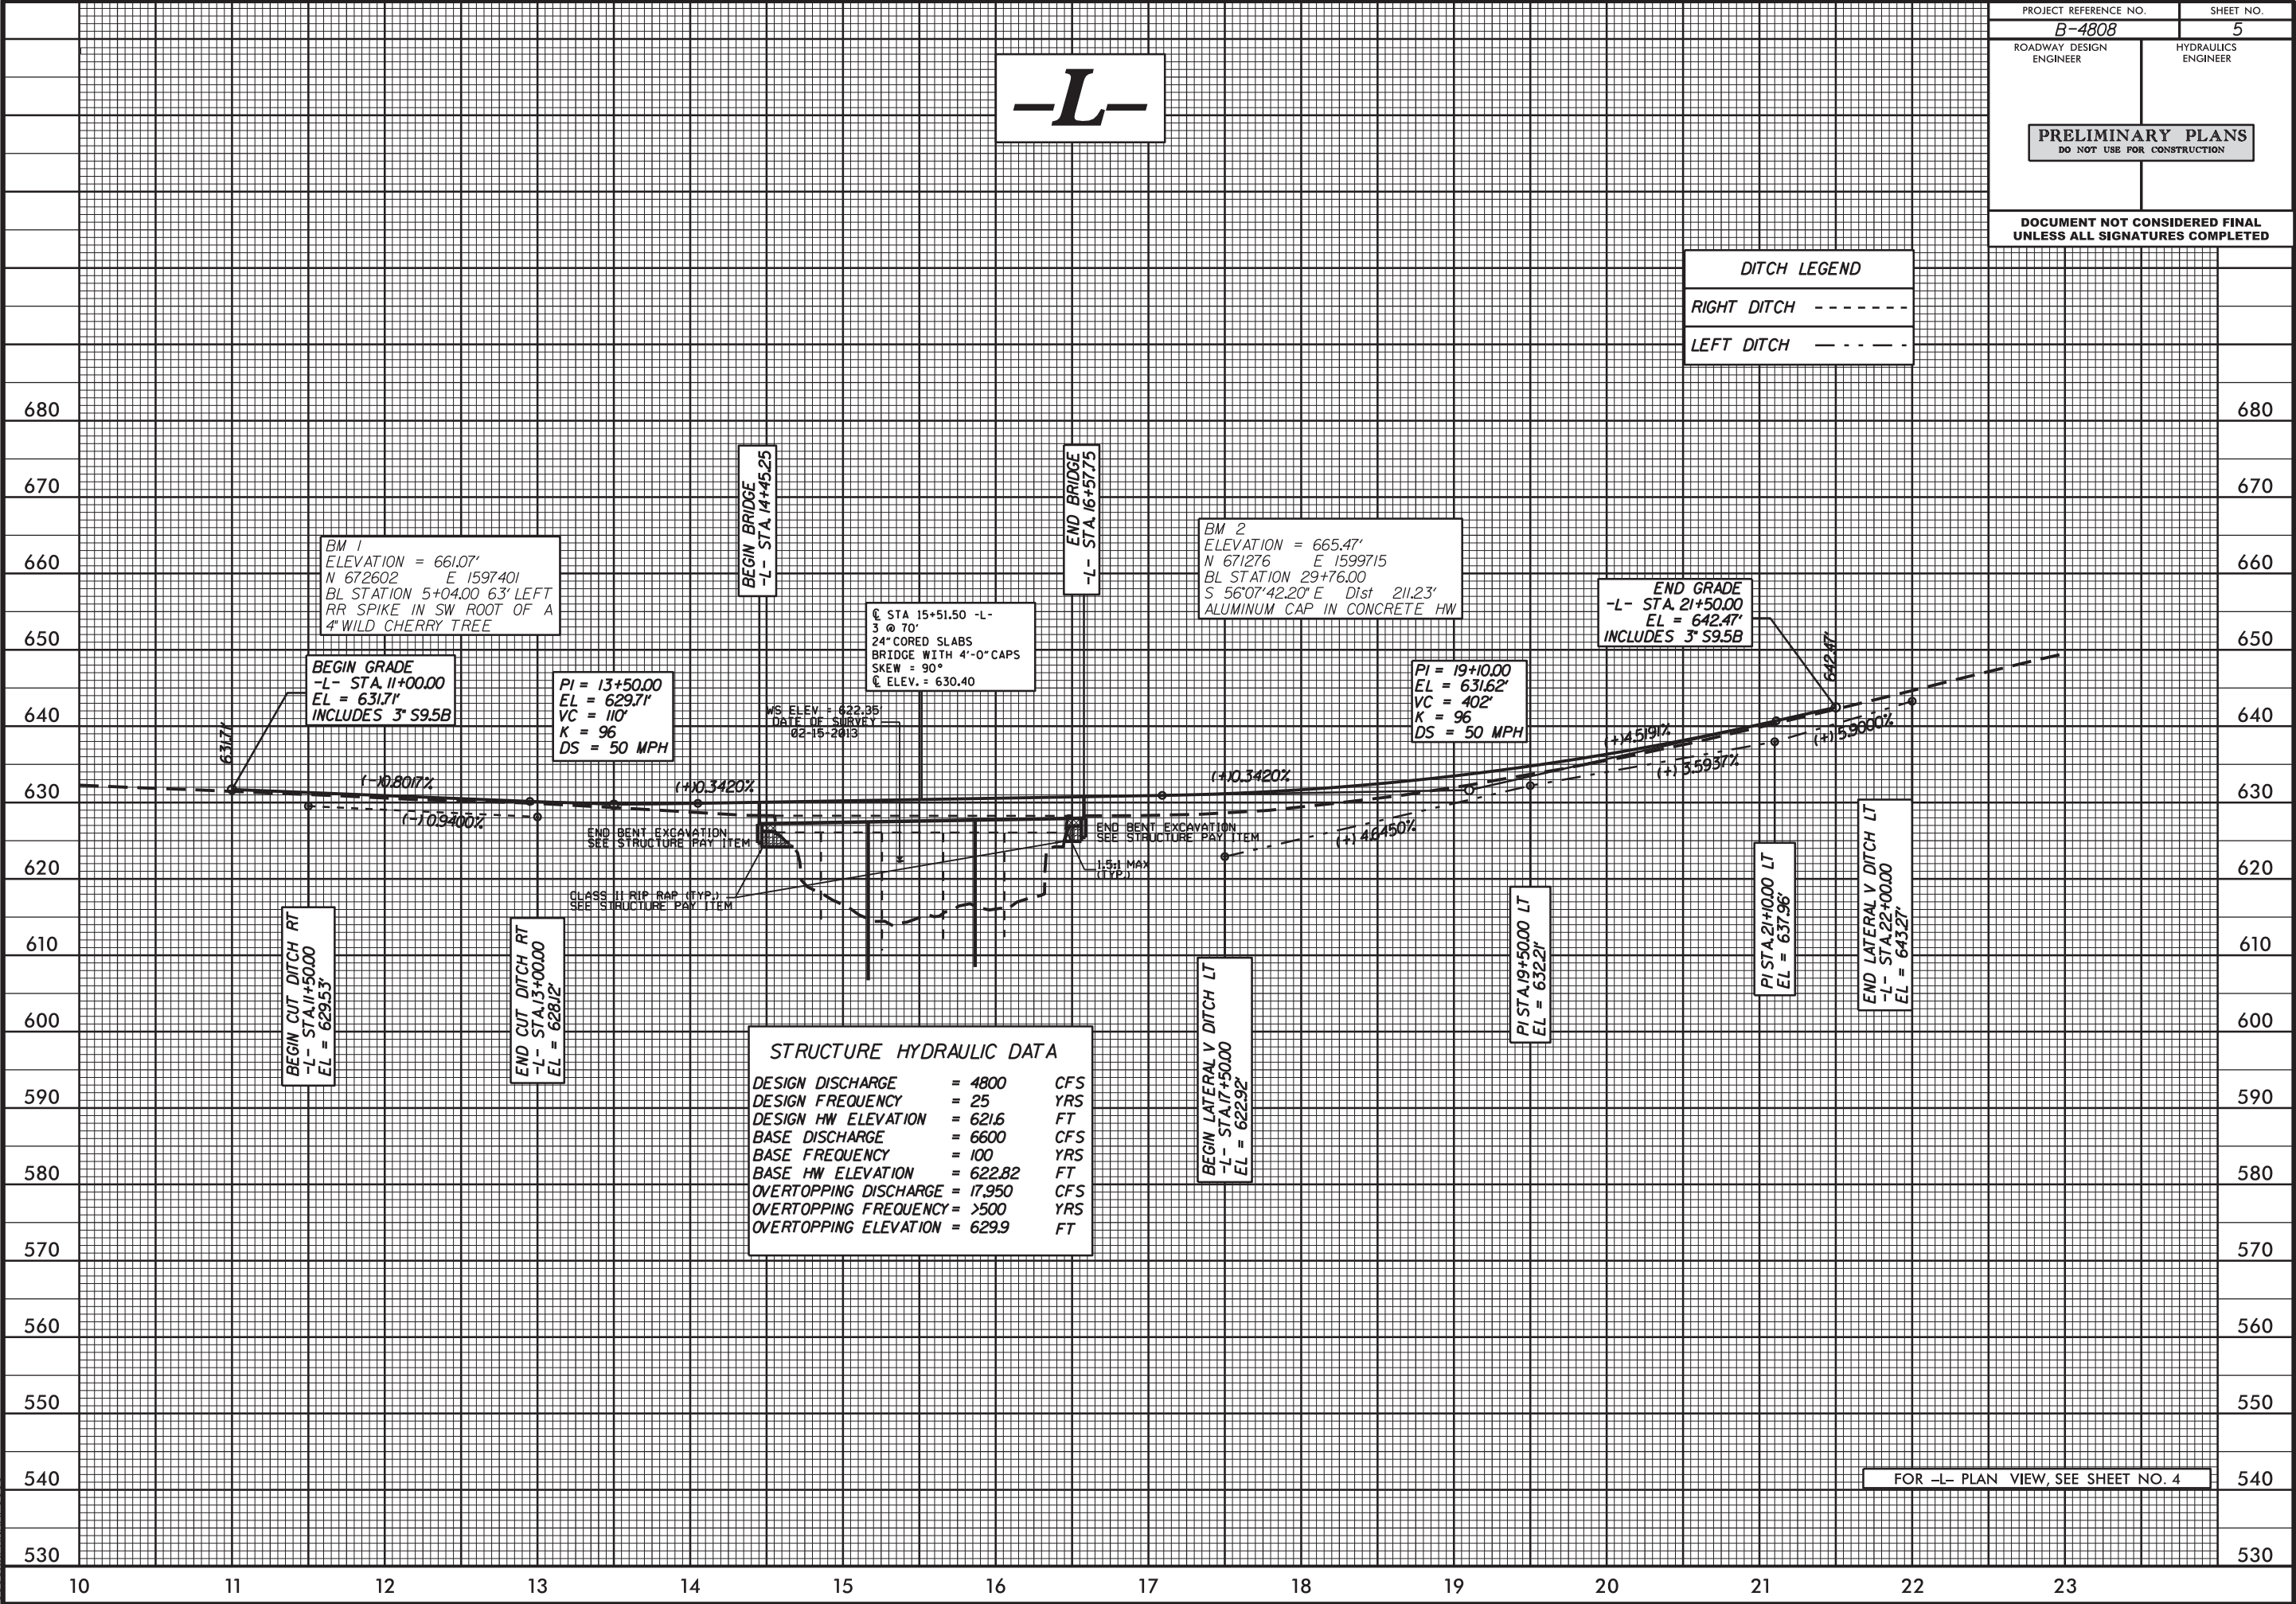 PROJECT REFERENCE NO. SHEET NO.
B-4808 5
ROADWAY DESIGN ENGINEER
HYDRAULICS ENGINEER
PRELIMINARY PLANS
DO NOT USE FOR CONSTRUCTION
DOCUMENT NOT CONSIDERED FINAL
UNLESS ALL SIGNATURES COMPLETED
–L–
DITCH LEGEND
RIGHT DITCH
LEFT DITCH
680 680
670 670
660 660
650 650
640 640
630 630
620 620
610 610
600 600
590 590
580 580
570 570
560 560
550 550
540 540
530 530
BEGIN BRIDGE
-L- STA. 14+45.25
END BRIDGE
-L- STA. 16+57.75
BM 1
ELEVATION = 661.07'
N 672602 E 1597401
BL STATION 5+04.00 63' LEFT
RR SPIKE IN SW ROOT OF A
4" WILD CHERRY TREE
BM 2
ELEVATION = 665.47'
N 671276 E 1599715
BL STATION 29+76.00
S 56°07'42.20" E Dist 211.23'
ALUMINUM CAP IN CONCRETE HW
BEGIN GRADE
-L- STA. 11+00.00
EL = 631.71'
INCLUDES 3" S9.5B
PI = 13+50.00
EL = 629.71'
VC = 110'
K = 96
DS = 50 MPH
℄ STA 15+51.50 -L-
3 @ 70'
24" CORED SLABS
BRIDGE WITH 4'-0" CAPS
SKEW = 90°
℄ ELEV. = 630.40
WS ELEV = 622.35'
DATE OF SURVEY
02-15-2013
PI = 19+10.00
EL = 631.62'
VC = 402'
K = 96
DS = 50 MPH
END GRADE
-L- STA. 21+50.00
EL = 642.47'
INCLUDES 3" S9.5B
631.71'
642.47'
(-)0.8017%
(+)0.3420%
(+)0.3420%
(+)4.5191%
(-) 0.9400%
(+) 4.6450%
(+) 3.5937%
(+) 5.9000%
END BENT EXCAVATION
SEE STRUCTURE PAY ITEM
END BENT EXCAVATION
SEE STRUCTURE PAY ITEM
1.5:1 MAX
(TYP.)
CLASS II RIP RAP (TYP.)
SEE STRUCTURE PAY ITEM
BEGIN CUT DITCH RT
-L- STA.11+50.00
EL = 629.53'
END CUT DITCH RT
-L- STA.13+00.00
EL = 628.12'
BEGIN LATERAL V DITCH LT
-L- STA.17+50.00
EL = 622.92'
PI STA.19+50.00 LT
EL = 632.21'
PI STA.21+10.00 LT
EL = 637.96'
END LATERAL V DITCH LT
-L- STA.22+00.00
EL = 643.27'
STRUCTURE HYDRAULIC DATA
DESIGN DISCHARGE = 4800 CFS
DESIGN FREQUENCY = 25 YRS
DESIGN HW ELEVATION = 621.6 FT
BASE DISCHARGE = 6600 CFS
BASE FREQUENCY = 100 YRS
BASE HW ELEVATION = 622.82 FT
OVERTOPPING DISCHARGE = 17,950 CFS
OVERTOPPING FREQUENCY = >500 YRS
OVERTOPPING ELEVATION = 629.9 FT
FOR –L– PLAN VIEW, SEE SHEET NO. 4
10 11 12 13 14 15 16 17 18 19 20 21 22 23